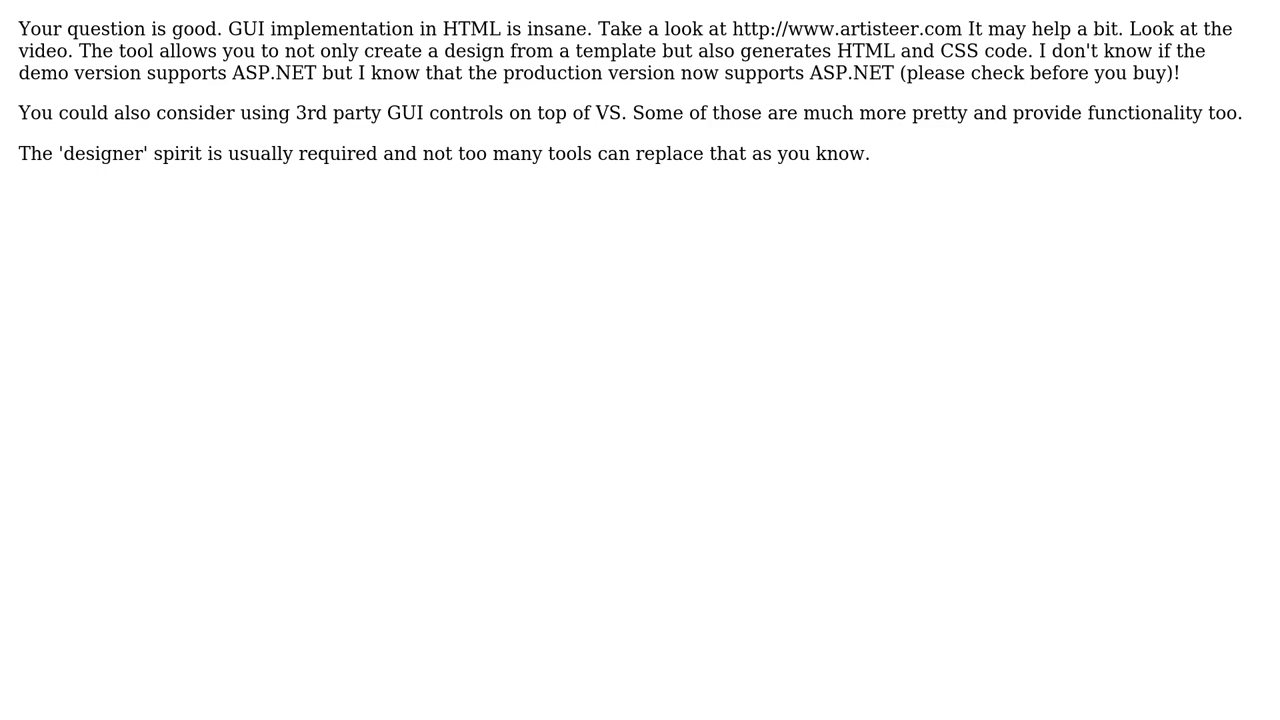 Your question is good. GUI implementation in HTML is insane. Take a look at http://www.artisteer.com It may help a bit. Look at the
video. The tool allows you to not only create a design from a template but also generates HTML and CSS code. I don't know if the
demo version supports ASP.NET but I know that the production version now supports ASP.NET (please check before you buy)!
You could also consider using 3rd party GUI controls on top of VS. Some of those are much more pretty and provide functionality too.
The 'designer' spirit is usually required and not too many tools can replace that as you know.